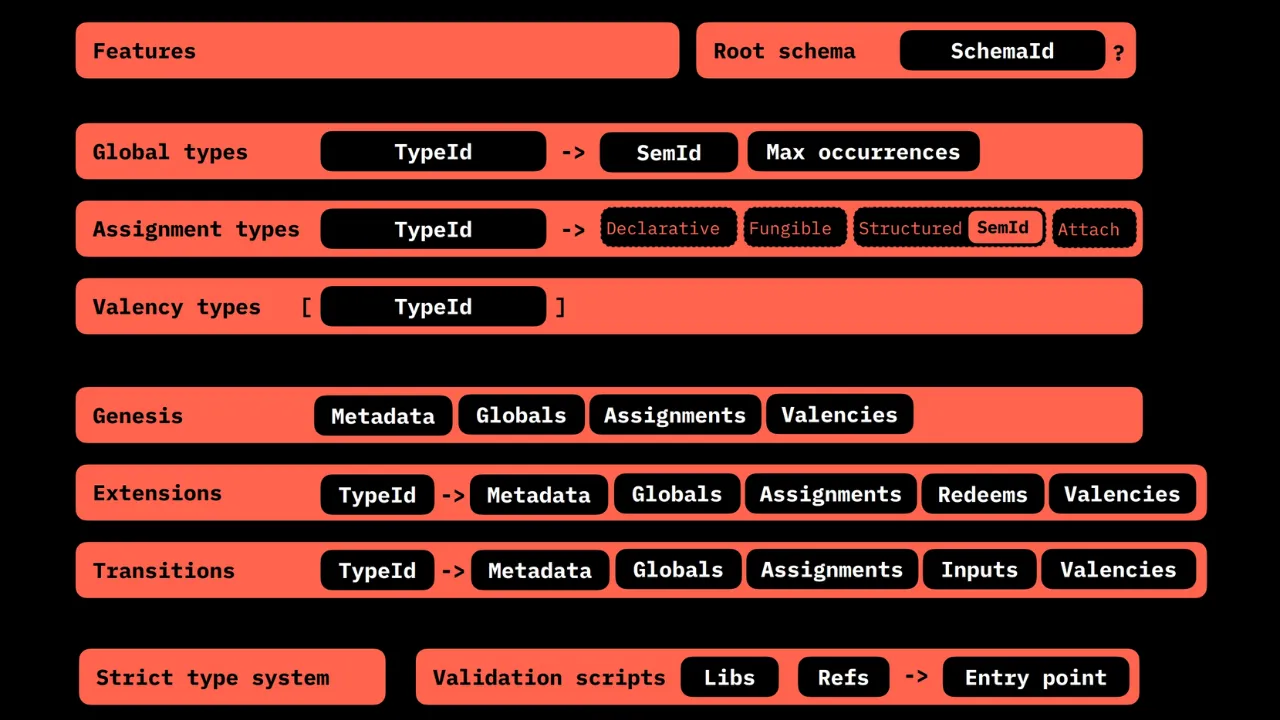 Features
Root schema SchemaId ?
Global types TypeId -> SemId Max occurrences
Assignment types TypeId -> Declarative Fungible Structured SemId Attach
Valency types [ TypeId ]
Genesis Metadata Globals Assignments Valencies
Extensions TypeId -> Metadata Globals Assignments Redeems Valencies
Transitions TypeId -> Metadata Globals Assignments Inputs Valencies
Strict type system
Validation scripts Libs Refs -> Entry point